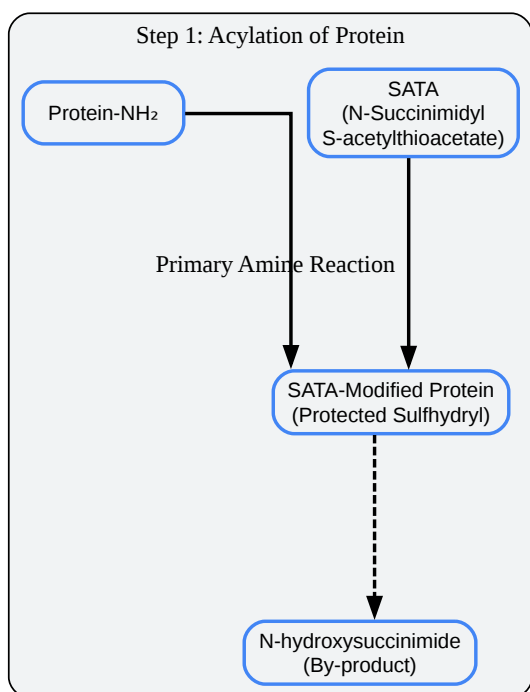 Step 1: Acylation of Protein
Protein-NH₂
SATA
(N-Succinimidyl
S-acetylthioacetate)
Primary Amine Reaction
SATA-Modified Protein
(Protected Sulfhydryl)
N-hydroxysuccinimide
(By-product)